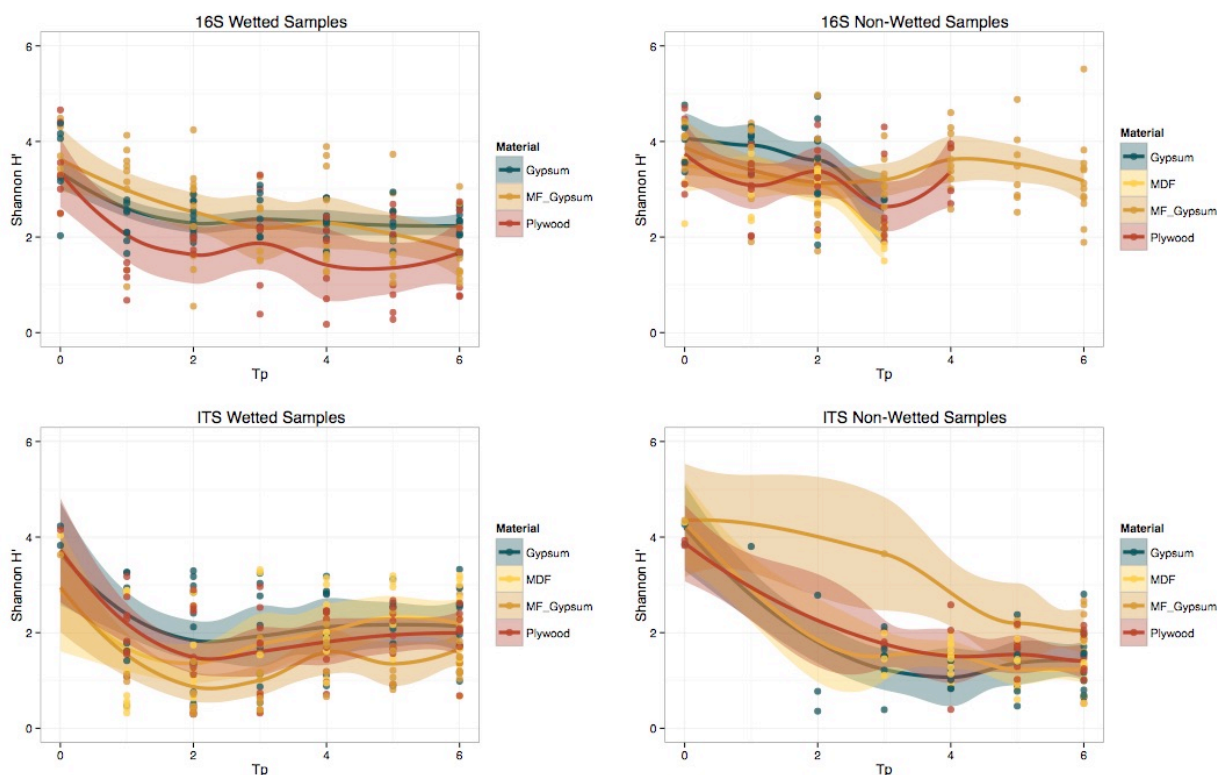 16S Wetted Samples
6
4
2
0
Shannon H'
0
2
4
6
Tp
Material
Gypsum
MF_Gypsum
Plywood
16S Non-Wetted Samples
6
4
2
0
Shannon H'
0
2
4
6
Tp
Material
Gypsum
MDF
MF_Gypsum
Plywood
ITS Wetted Samples
6
4
2
0
Shannon H'
0
2
4
6
Tp
Material
Gypsum
MDF
MF_Gypsum
Plywood
ITS Non-Wetted Samples
6
4
2
0
Shannon H'
0
2
4
6
Tp
Material
Gypsum
MDF
MF_Gypsum
Plywood